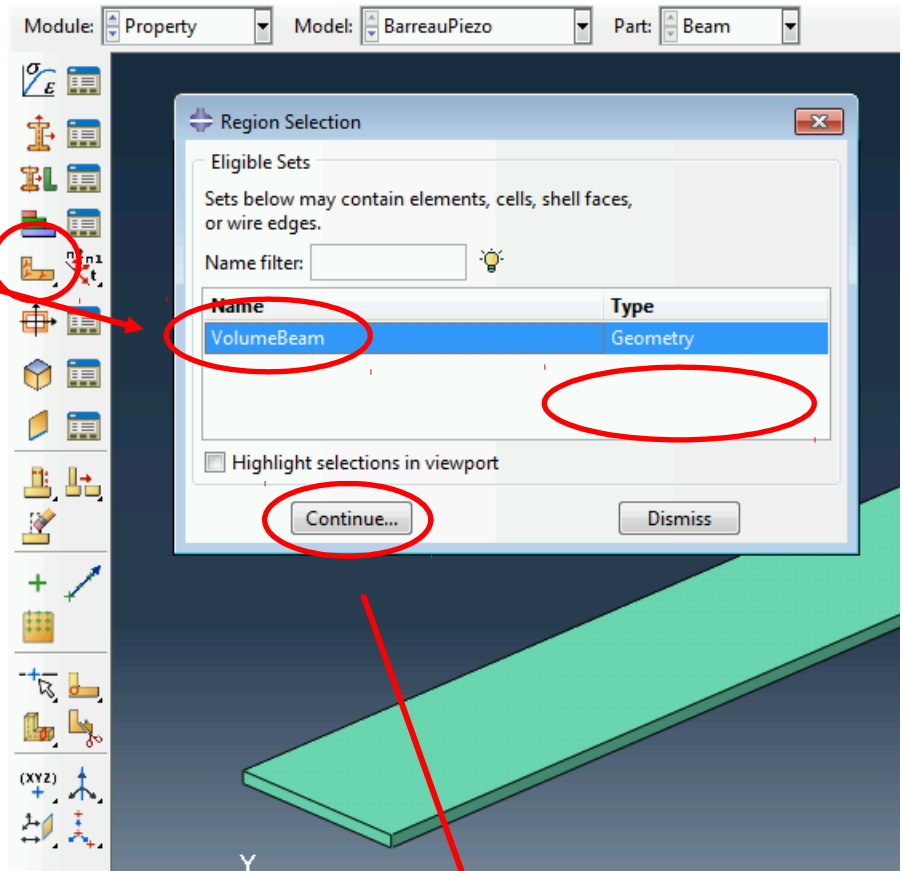 Module: Property Model: BarreauPiezo Part: Beam
Region Selection
Eligible Sets
Sets below may contain elements, cells, shell faces,
or wire edges.
Name filter:
Name Type
VolumeBeam Geometry
Highlight selections in viewport
Continue... Dismiss
σ
ε
n1
t
(XYZ)
Y